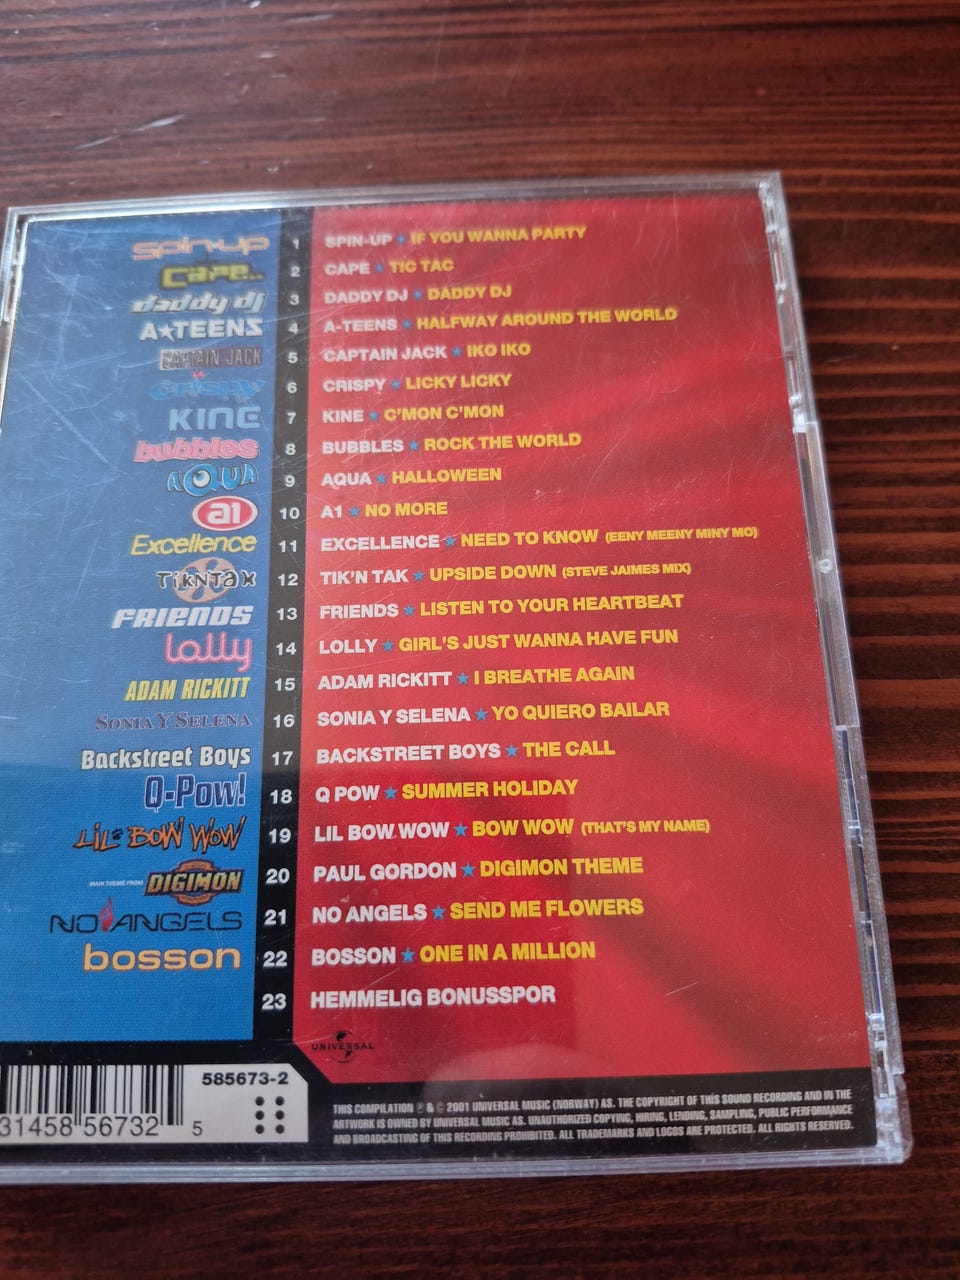 spin-up 1 SPIN-UP ★ IF YOU WANNA PARTY
Cape... 2 CAPE ★ TIC TAC
daddy dj 3 DADDY DJ ★ DADDY DJ
A★TEENS 4 A-TEENS ★ HALFWAY AROUND THE WORLD
CAPTAIN JACK 5 CAPTAIN JACK ★ IKO IKO
crispy 6 CRISPY ★ LICKY LICKY
KINE 7 KINE ★ C'MON C'MON
bubbles 8 BUBBLES ★ ROCK THE WORLD
AQUA 9 AQUA ★ HALLOWEEN
a1 10 A1 ★ NO MORE
Excellence 11 EXCELLENCE ★ NEED TO KNOW (EENY MEENY MINY MO)
TiKNTaK 12 TIK'N TAK ★ UPSIDE DOWN (STEVE JAIMES MIX)
FRIENDS 13 FRIENDS ★ LISTEN TO YOUR HEARTBEAT
Lolly 14 LOLLY ★ GIRL'S JUST WANNA HAVE FUN
ADAM RICKITT 15 ADAM RICKITT ★ I BREATHE AGAIN
SONIA Y SELENA 16 SONIA Y SELENA ★ YO QUIERO BAILAR
Backstreet Boys 17 BACKSTREET BOYS ★ THE CALL
Q-Pow! 18 Q POW ★ SUMMER HOLIDAY
LIL BOW WOW 19 LIL BOW WOW ★ BOW WOW (THAT'S MY NAME)
MAIN THEME FROM DIGIMON 20 PAUL GORDON ★ DIGIMON THEME
NO ANGELS 21 NO ANGELS ★ SEND ME FLOWERS
bosson 22 BOSSON ★ ONE IN A MILLION
23 HEMMELIG BONUSSPOR
UNIVERSAL
585673-2
31458 56732 5
THIS COMPILATION ℗ & © 2001 UNIVERSAL MUSIC (NORWAY) AS. THE COPYRIGHT OF THIS SOUND RECORDING AND IN THE
ARTWORK IS OWNED BY UNIVERSAL MUSIC AS. UNAUTHORIZED COPYING, HIRING, LENDING, SAMPLING, PUBLIC PERFORMANCE
AND BROADCASTING OF THIS RECORDING PROHIBITED. ALL TRADEMARKS AND LOGOS ARE PROTECTED. ALL RIGHTS RESERVED.